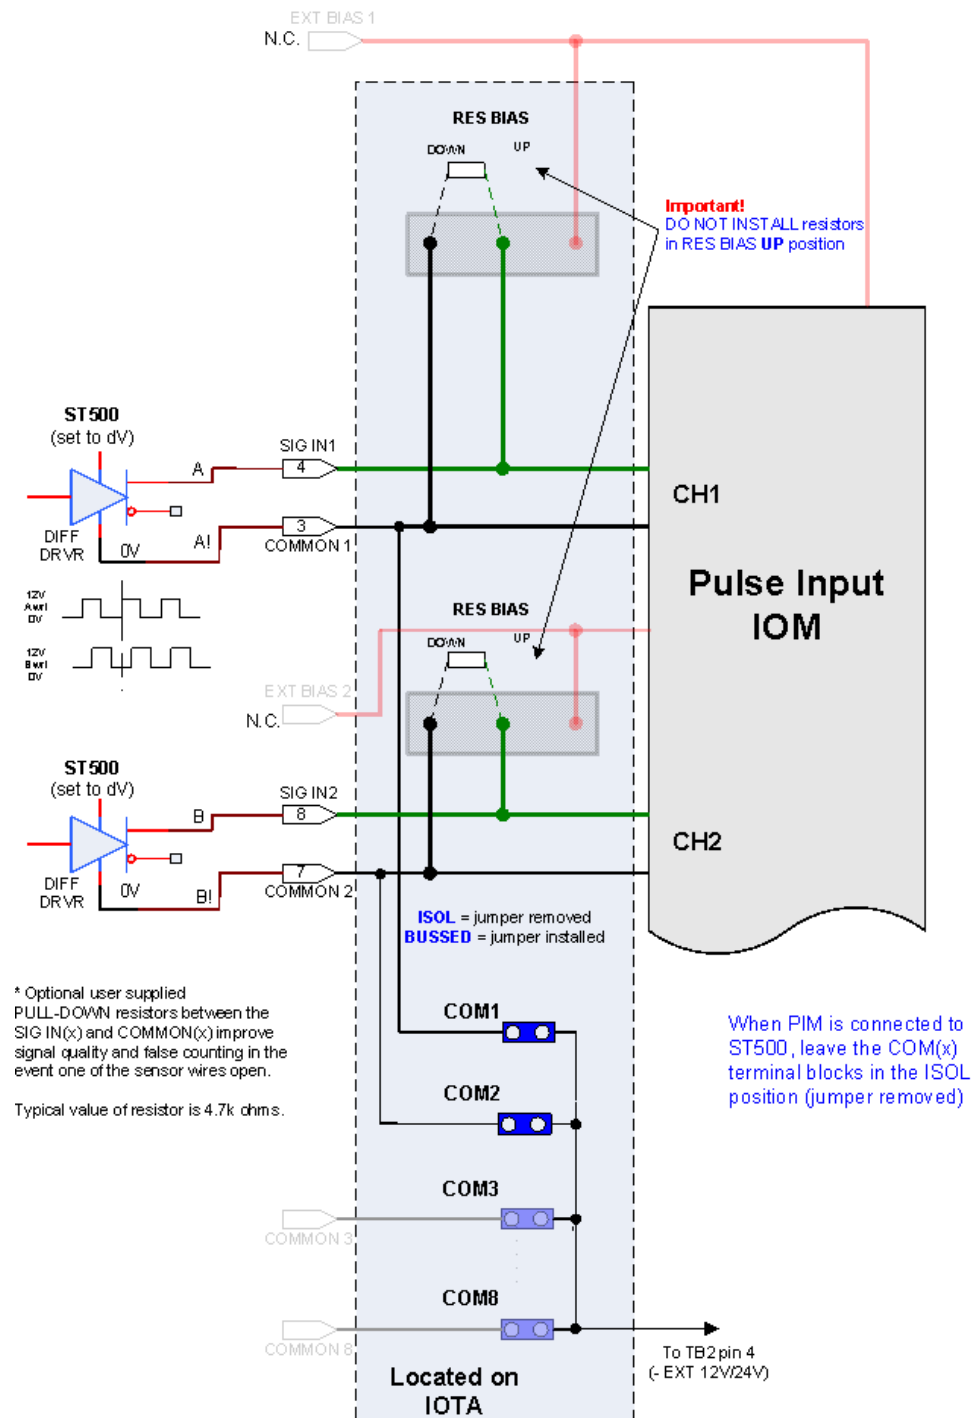 EXT BIAS 1
N.C.
RES BIAS
DOWN
UP
Important!
DO NOT INSTALL resistors
in RES BIAS UP position
ST500
(set to dV)
A
SIG IN1
4
CH1
3
COMMON 1
DIFF
DRVR
0V
A!
Pulse Input
IOM
12V
A wrl
0V
12V
B wrl
0V
RES BIAS
DOWN
UP
EXT BIAS 2
N.C.
ST500
(set to dV)
B
SIG IN2
8
CH2
7
COMMON 2
DIFF
DRVR
0V
B!
ISOL = jumper removed
BUSSED = jumper installed
* Optional user supplied
PULL-DOWN resistors between the
SIG IN(x) and COMMON(x) improve
signal quality and false counting in the
event one of the sensor wires open.
Typical value of resistor is 4.7k ohms.
COM1
When PIM is connected to
ST500, leave the COM(x)
terminal blocks in the ISOL
position (jumper removed)
COM2
COM3
COMMON 3
COM8
COMMON 8
To TB2 pin 4
(- EXT 12V/24V)
Located on
IOTA